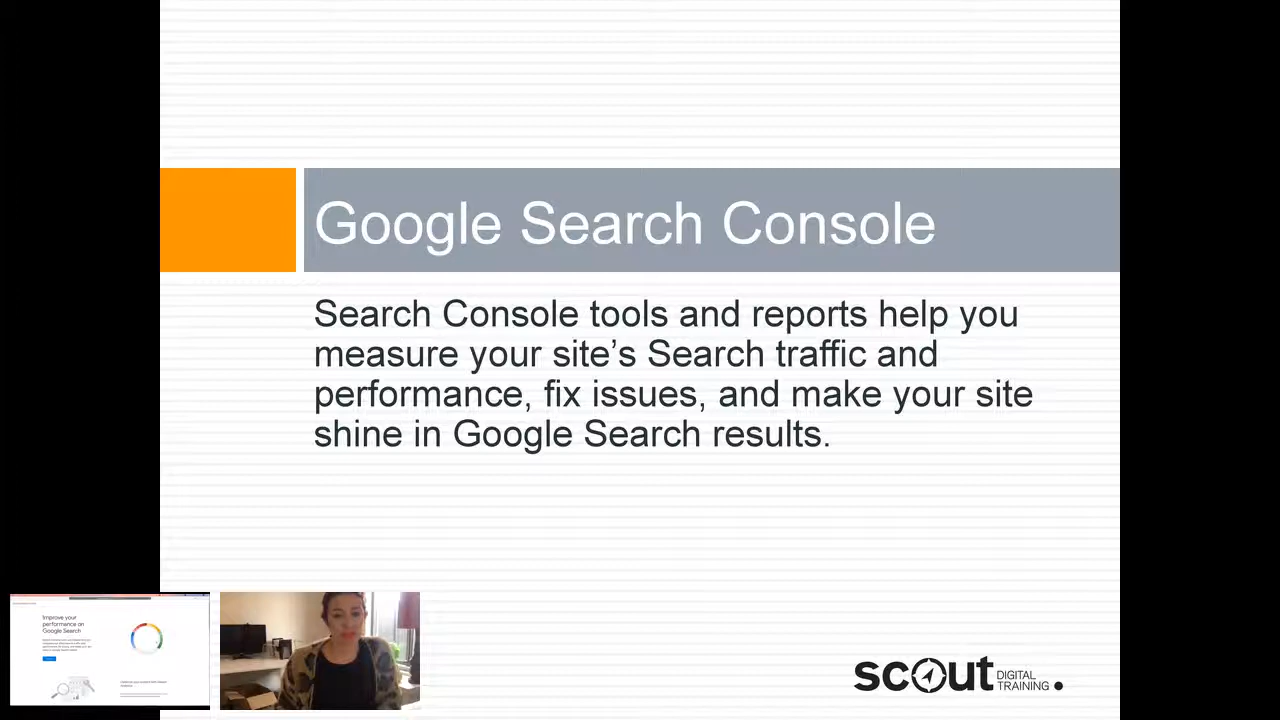 Google Search Console
Search Console tools and reports help you
measure your site’s Search traffic and
performance, fix issues, and make your site
shine in Google Search results.
Improve your
performance on
Google Search
scout DIGITAL
TRAINING